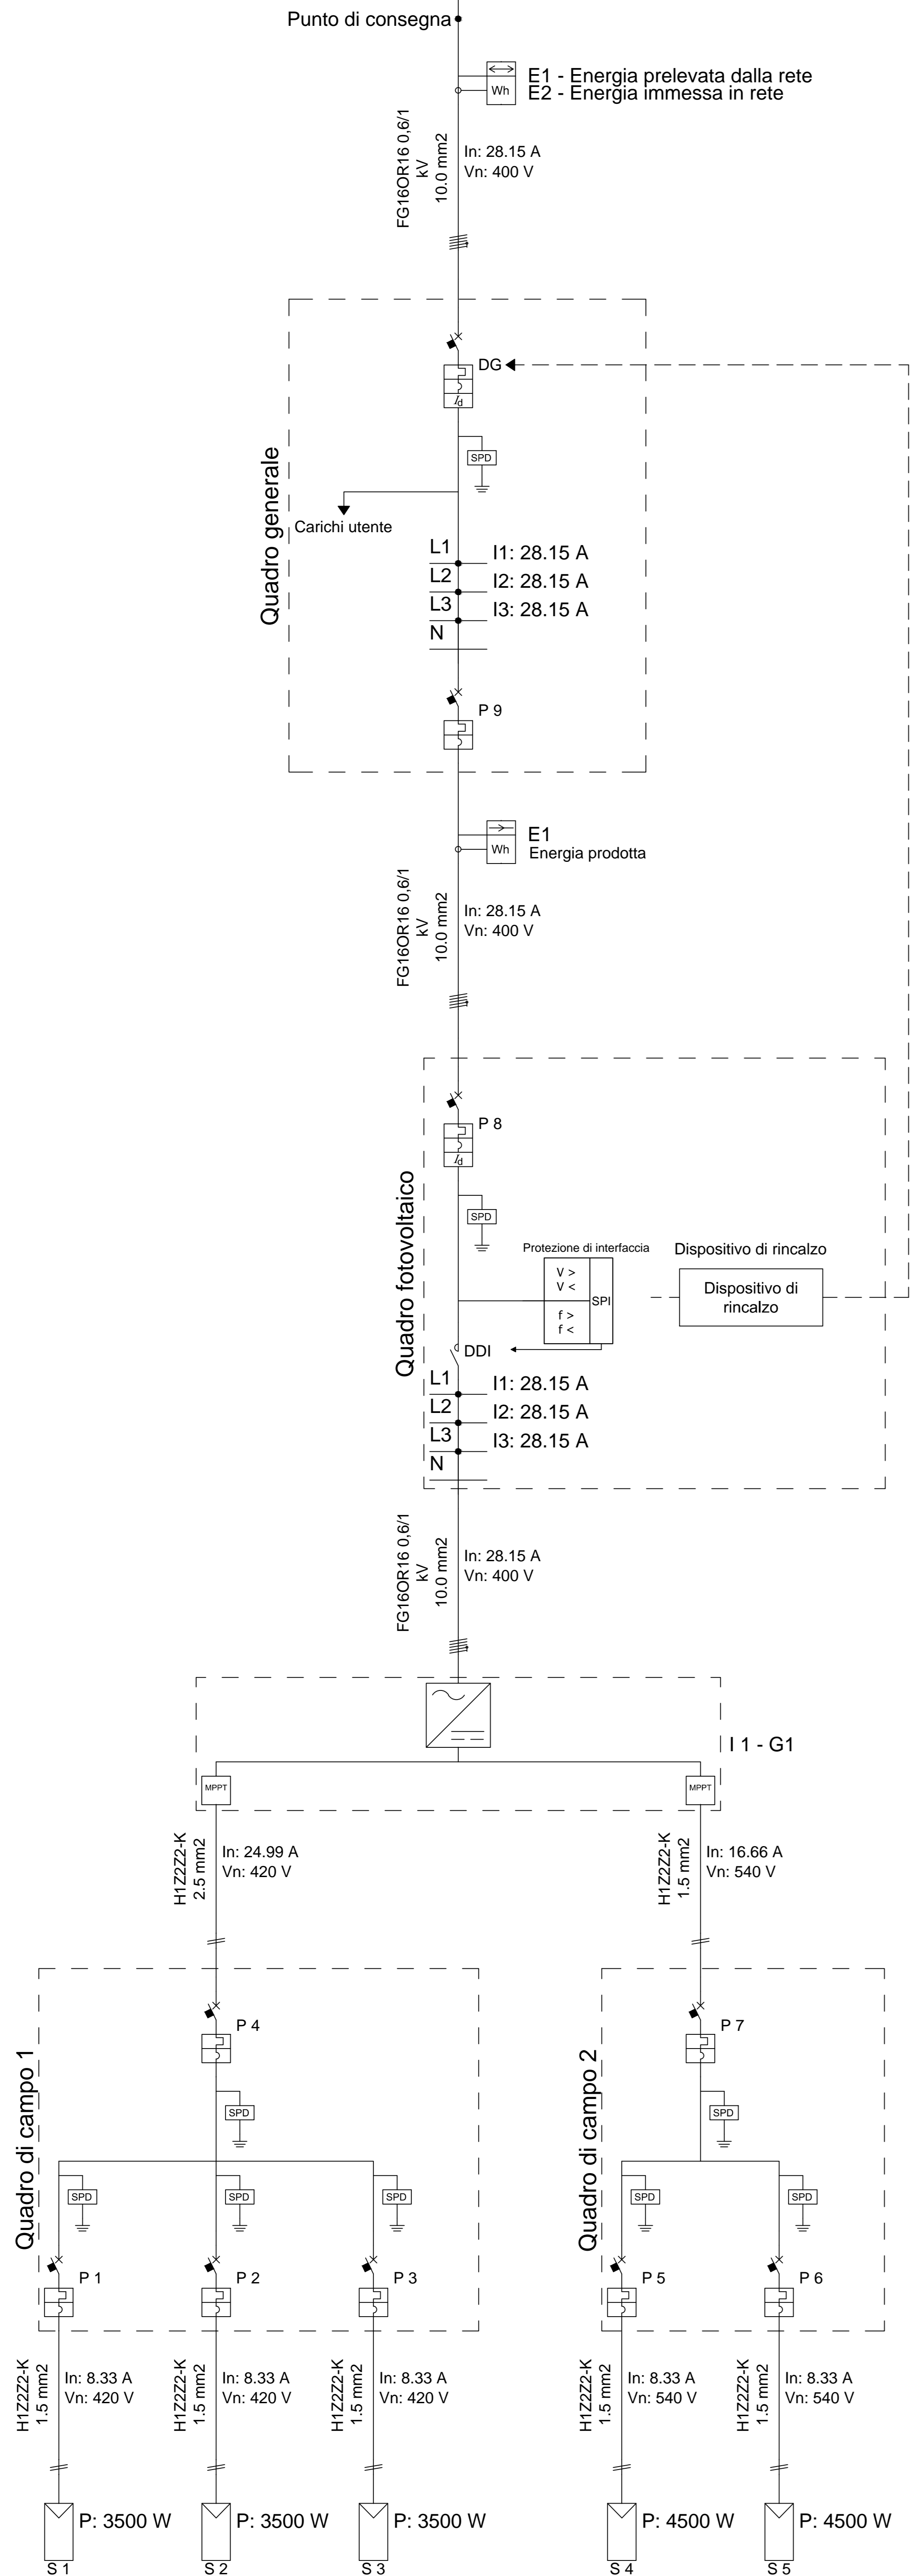 Punto di consegna
E1 - Energia prelevata dalla rete
E2 - Energia immessa in rete
Wh
FG16OR16 0,6/1
kV
10.0 mm2
In: 28.15 A
Vn: 400 V
Quadro generale
DG
Id
SPD
Carichi utente
L1
I1: 28.15 A
L2
I2: 28.15 A
L3
I3: 28.15 A
N
P 9
E1
Energia prodotta
Wh
FG16OR16 0,6/1
kV
10.0 mm2
In: 28.15 A
Vn: 400 V
Quadro fotovoltaico
P 8
Id
SPD
Protezione di interfaccia
V >
V <
f >
f <
SPI
Dispositivo di rincalzo
Dispositivo di
rincalzo
DDI
L1
I1: 28.15 A
L2
I2: 28.15 A
L3
I3: 28.15 A
N
FG16OR16 0,6/1
kV
10.0 mm2
In: 28.15 A
Vn: 400 V
I 1 - G1
MPPT
MPPT
H1Z2Z2-K
2.5 mm2
In: 24.99 A
Vn: 420 V
H1Z2Z2-K
1.5 mm2
In: 16.66 A
Vn: 540 V
Quadro di campo 1
P 4
SPD
SPD
SPD
SPD
P 1
P 2
P 3
Quadro di campo 2
P 7
SPD
SPD
SPD
P 5
P 6
H1Z2Z2-K
1.5 mm2
In: 8.33 A
Vn: 420 V
H1Z2Z2-K
1.5 mm2
In: 8.33 A
Vn: 420 V
H1Z2Z2-K
1.5 mm2
In: 8.33 A
Vn: 420 V
H1Z2Z2-K
1.5 mm2
In: 8.33 A
Vn: 540 V
H1Z2Z2-K
1.5 mm2
In: 8.33 A
Vn: 540 V
P: 3500 W
P: 3500 W
P: 3500 W
P: 4500 W
P: 4500 W
S 1
S 2
S 3
S 4
S 5